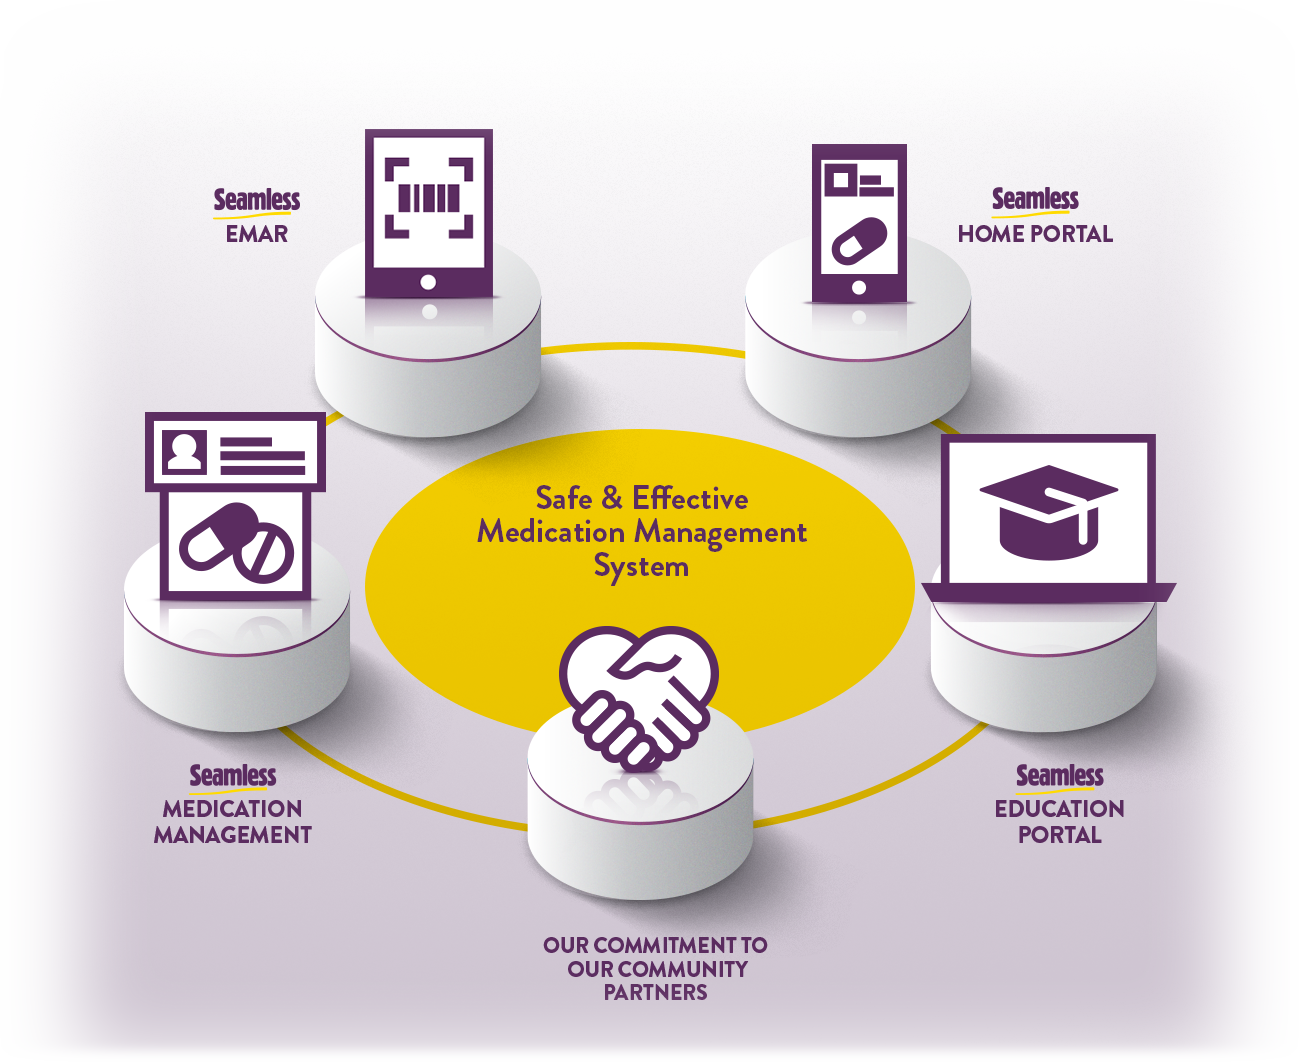 Seamless
EMAR
Seamless
HOME PORTAL
Safe & Effective
Medication Management
System
Seamless
MEDICATION
MANAGEMENT
Seamless
EDUCATION
PORTAL
OUR COMMITMENT TO
OUR COMMUNITY
PARTNERS